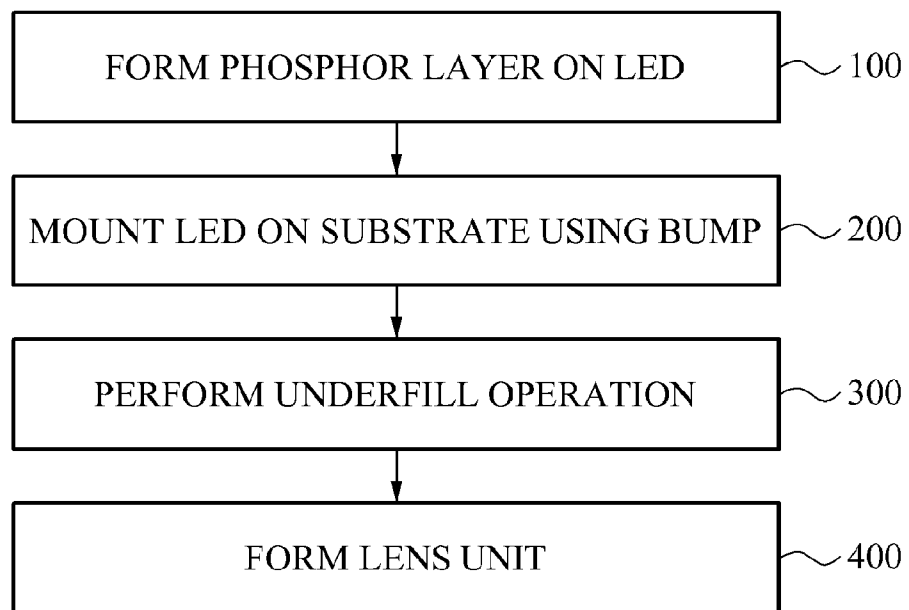 FORM PHOSPHOR LAYER ON LED
100
MOUNT LED ON SUBSTRATE USING BUMP
200
PERFORM UNDERFILL OPERATION
300
FORM LENS UNIT
400